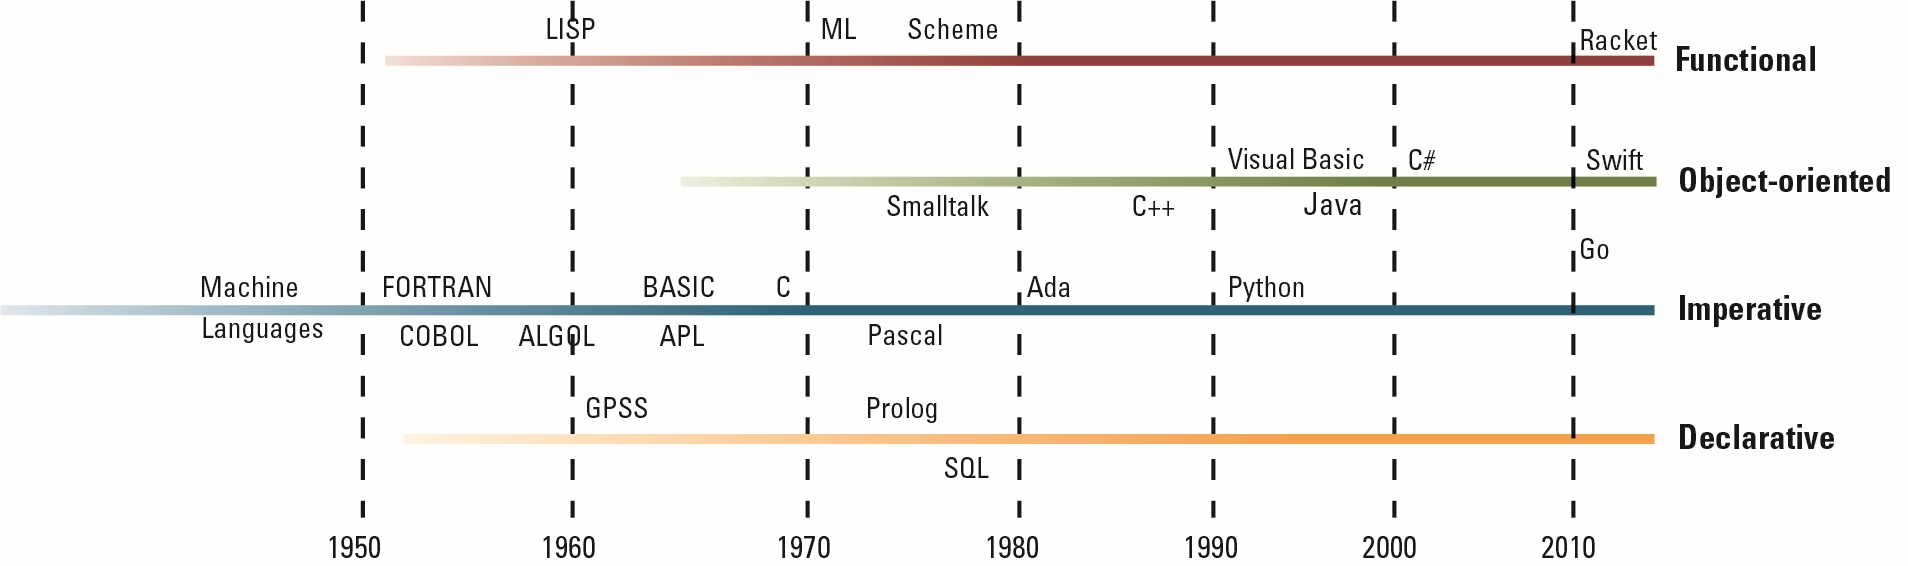 LISP ML Scheme Racket
Functional
Visual Basic C# Swift
Object-oriented
Smalltalk C++ Java
Go
Machine FORTRAN BASIC C Ada Python
Imperative
Languages COBOL ALGOL APL Pascal
GPSS Prolog
Declarative
SQL
1950 1960 1970 1980 1990 2000 2010